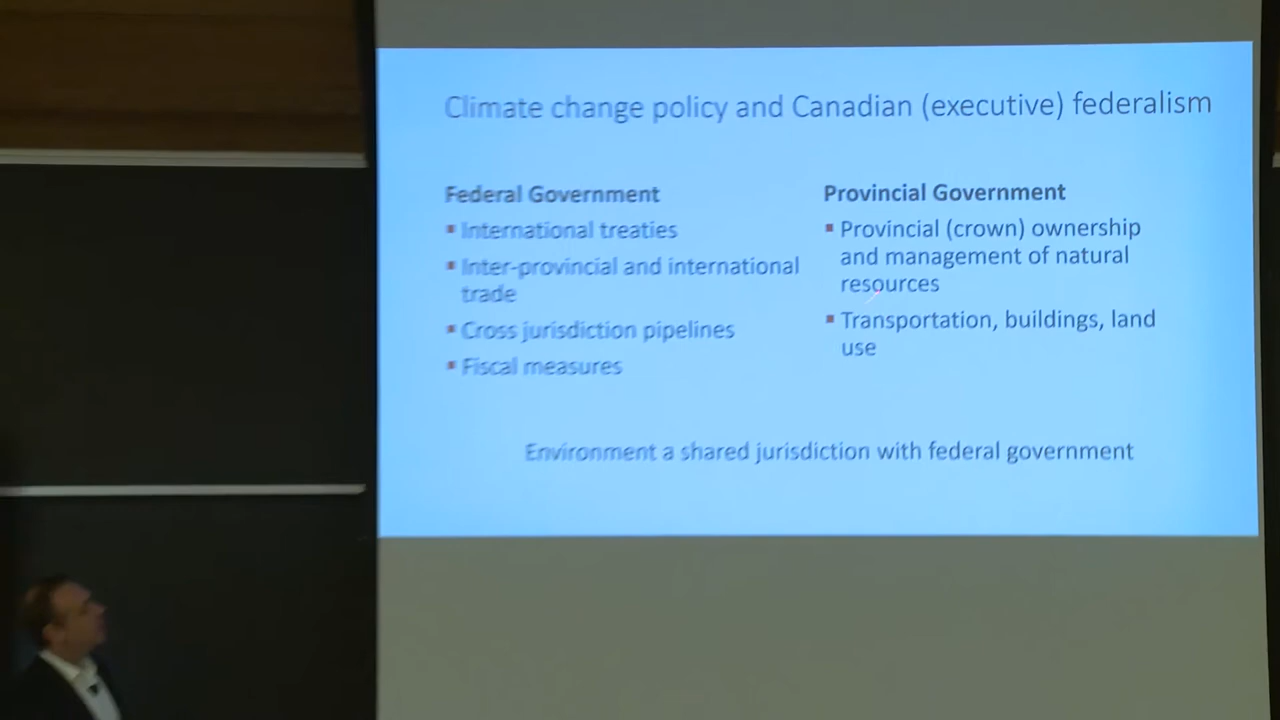 Climate change policy and Canadian (executive) federalism
Federal Government
▪ International treaties
▪ Inter-provincial and international
trade
▪ Cross jurisdiction pipelines
▪ Fiscal measures
Provincial Government
▪ Provincial (crown) ownership
and management of natural
resources
▪ Transportation, buildings, land
use
Environment a shared jurisdiction with federal government